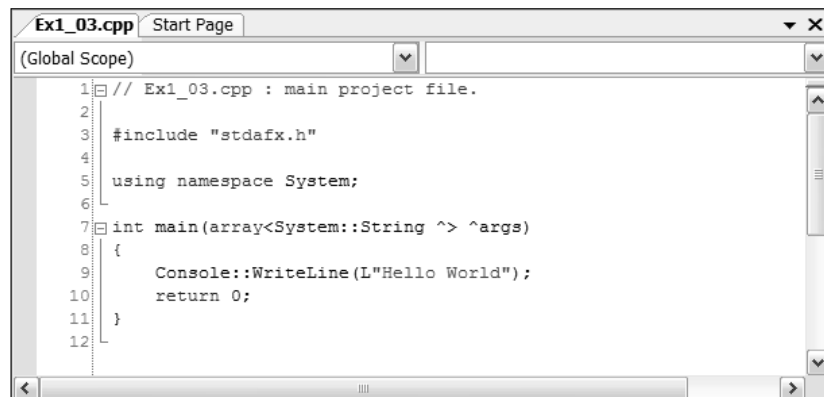 Ex1_03.cpp Start Page
(Global Scope)
1 // Ex1_03.cpp : main project file.
2
3 #include "stdafx.h"
4
5 using namespace System;
6
7 int main(array<System::String ^> ^args)
8 {
9     Console::WriteLine(L"Hello World");
10     return 0;
11 }
12